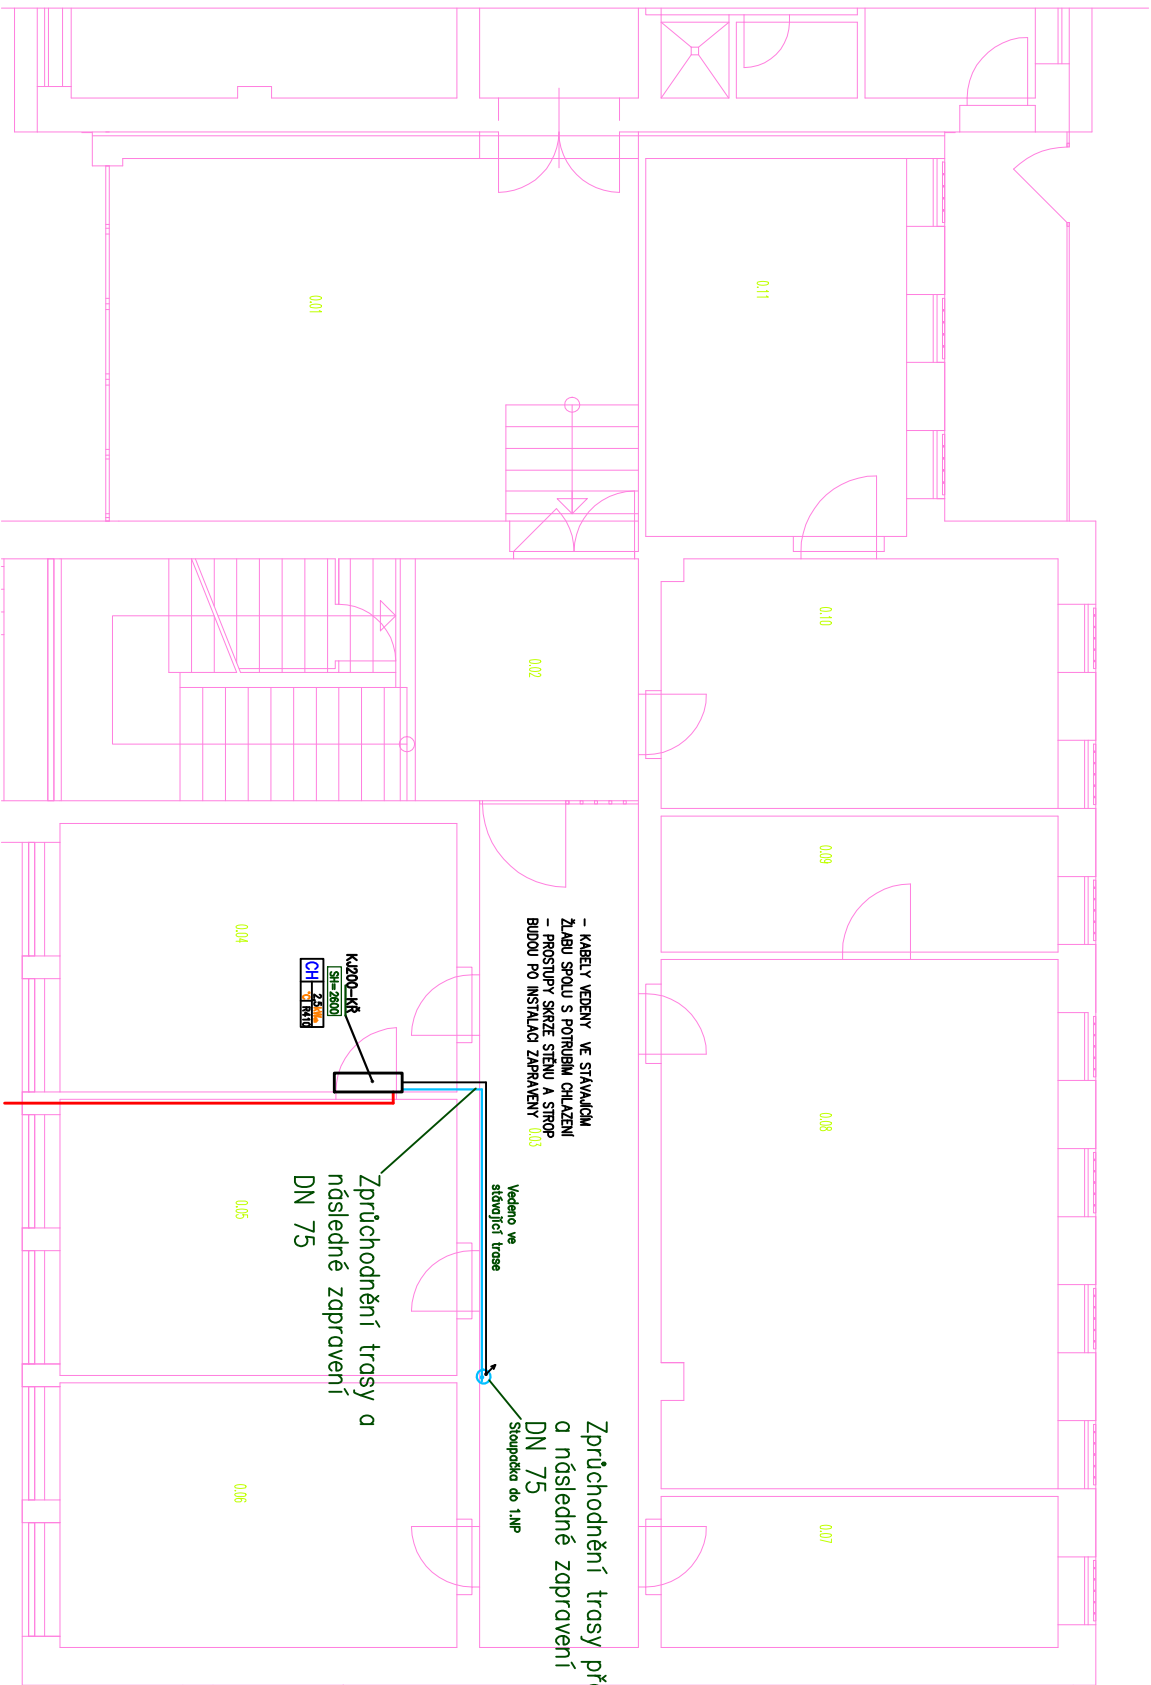 0.01
0.11
0.02
0.10
0.09
0.04
- KABELY VEDENY VE STÁVAJÍCÍM
ŽLABU SPOLU S POTRUBÍM CHLAZENÍ
- PROSTUPY SKRZE STĚNU A STROP
BUDOU PO INSTALACI ZAPRAVENY
KJ200-KŘ
SH=2600
CH
R410
0.03
0.08
0.05
Vedeno ve
stávající trase
Zprůchodnění trasy a
následné zapravení
DN 75
Zprůchodnění trasy
a následné zapravení
DN 75
Stoupačka do 1.NP
0.06
0.07